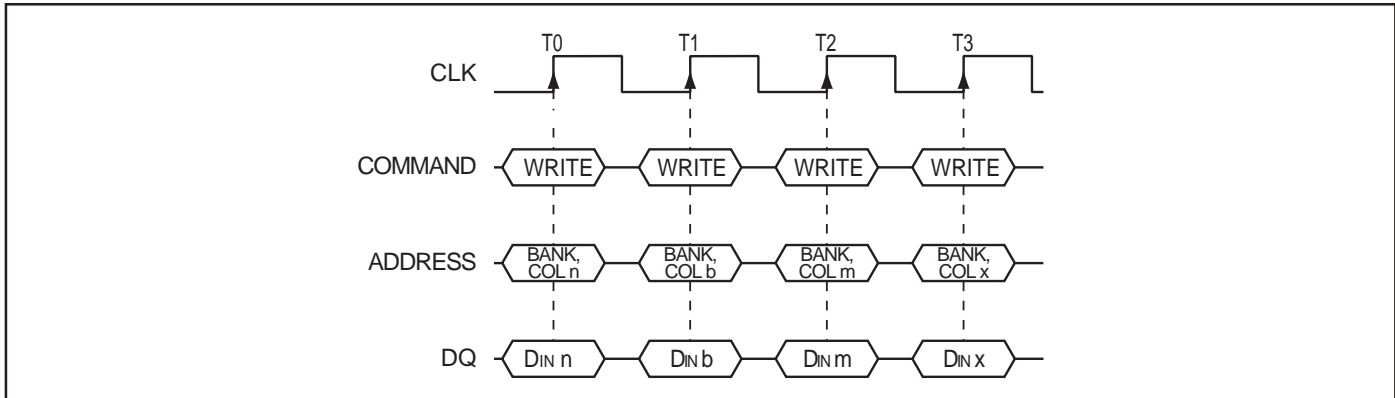 T0 T1 T2 T3
CLK
COMMAND WRITE WRITE WRITE WRITE
ADDRESS BANK, COL n BANK, COL b BANK, COL m BANK, COL x
DQ DIN n DIN b DIN m DIN x